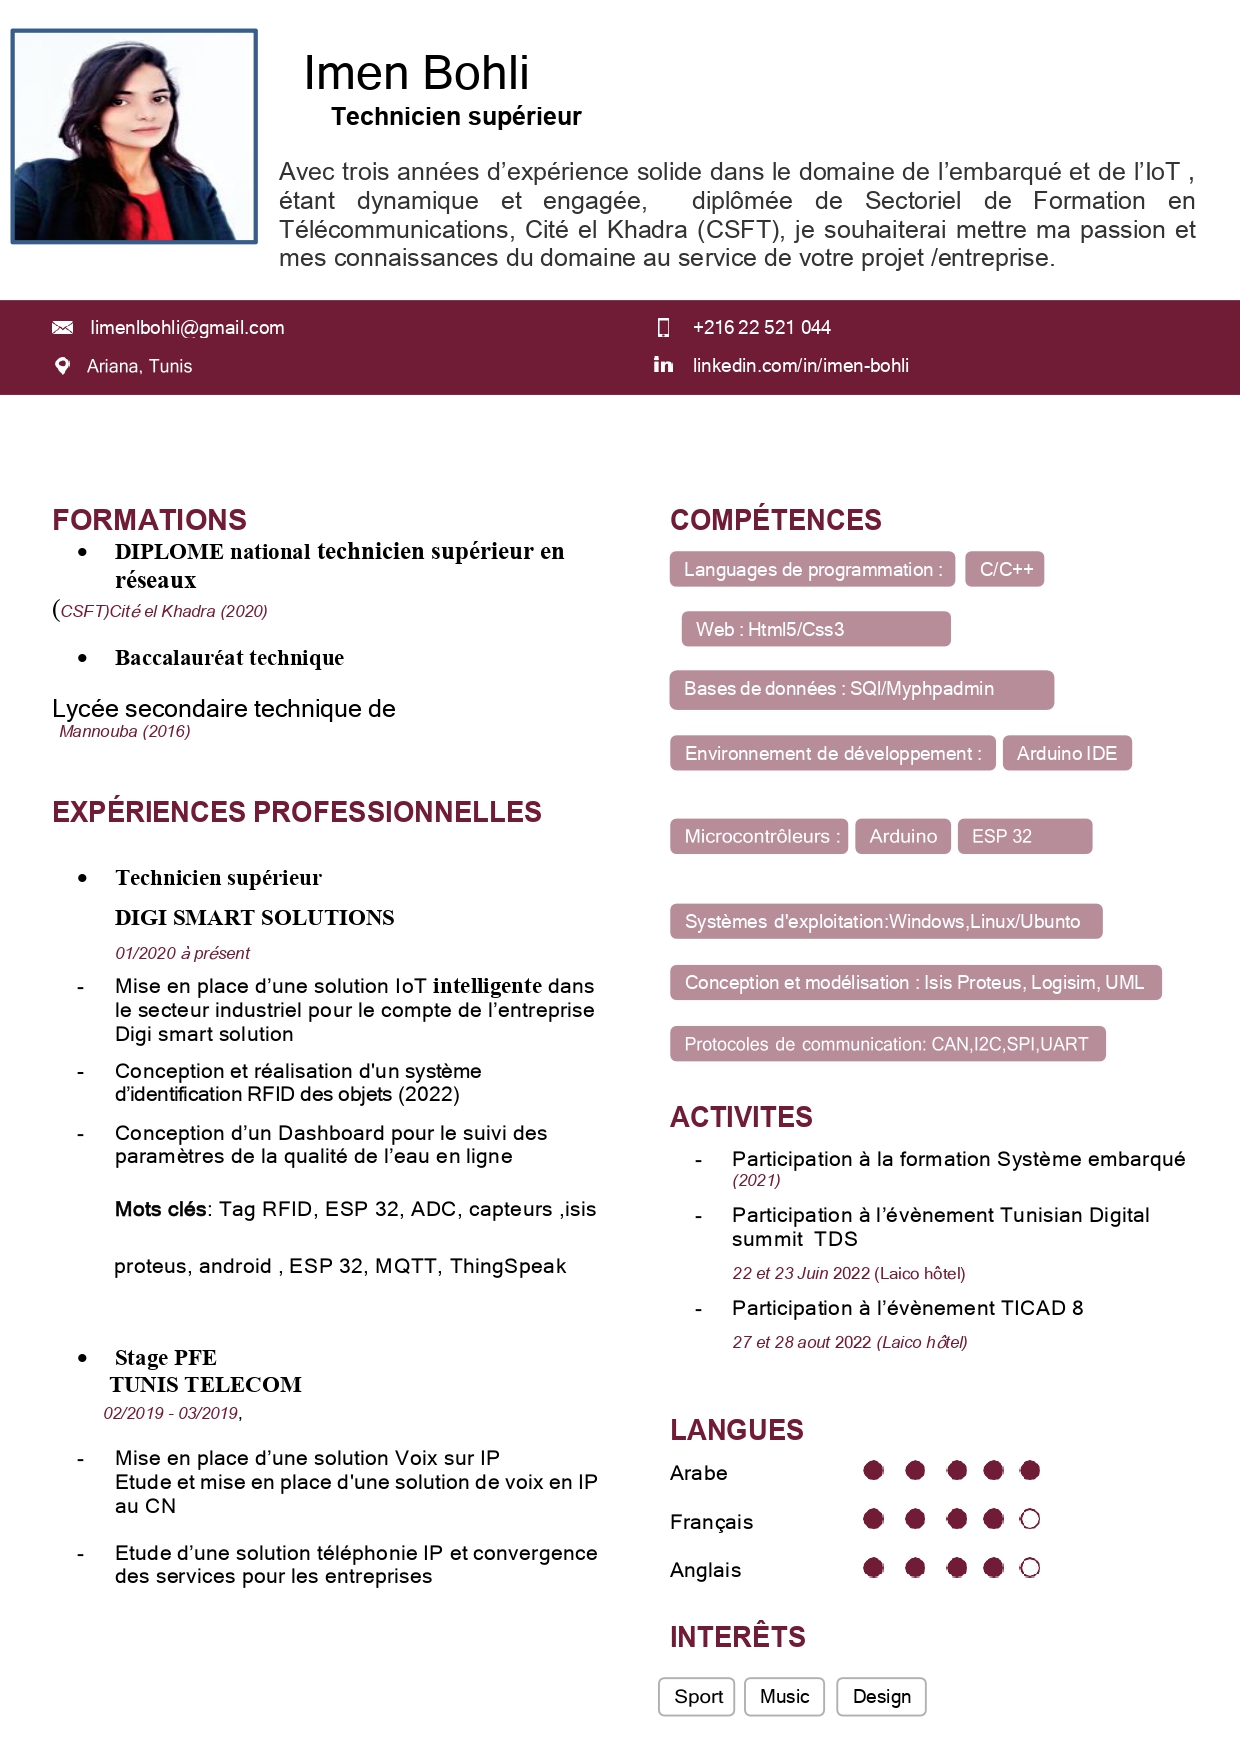 Imen Bohli
Technicien supérieur
Avec trois années d’expérience solide dans le domaine de l’embarqué et de l’IoT ,
étant dynamique et engagée, diplômée de Sectoriel de Formation en
Télécommunications, Cité el Khadra (CSFT), je souhaiterai mettre ma passion et
mes connaissances du domaine au service de votre projet /entreprise.
limenlbohli@gmail.com
+216 22 521 044
Ariana, Tunis
linkedin.com/in/imen-bohli
FORMATIONS
• DIPLOME national technicien supérieur en
réseaux
(CSFT)Cité el Khadra (2020)
• Baccalauréat technique
Lycée secondaire technique de
Mannouba (2016)
EXPÉRIENCES PROFESSIONNELLES
• Technicien supérieur
DIGI SMART SOLUTIONS
01/2020 à présent
- Mise en place d’une solution IoT intelligente dans
le secteur industriel pour le compte de l’entreprise
Digi smart solution
- Conception et réalisation d'un système
d’identification RFID des objets (2022)
- Conception d’un Dashboard pour le suivi des
paramètres de la qualité de l’eau en ligne
Mots clés: Tag RFID, ESP 32, ADC, capteurs ,isis
proteus, android , ESP 32, MQTT, ThingSpeak
• Stage PFE
TUNIS TELECOM
02/2019 - 03/2019,
- Mise en place d’une solution Voix sur IP
Etude et mise en place d'une solution de voix en IP
au CN
- Etude d’une solution téléphonie IP et convergence
des services pour les entreprises
COMPÉTENCES
Languages de programmation : C/C++
Web : Html5/Css3
Bases de données : SQl/Myphpadmin
Environnement de développement : Arduino IDE
Microcontrôleurs : Arduino ESP 32
Systèmes d'exploitation:Windows,Linux/Ubunto
Conception et modélisation : Isis Proteus, Logisim, UML
Protocoles de communication: CAN,I2C,SPI,UART
ACTIVITES
- Participation à la formation Système embarqué
(2021)
- Participation à l’évènement Tunisian Digital
summit TDS
22 et 23 Juin 2022 (Laico hôtel)
- Participation à l’évènement TICAD 8
27 et 28 aout 2022 (Laico hôtel)
LANGUES
Arabe
Français
Anglais
INTERÊTS
Sport Music Design